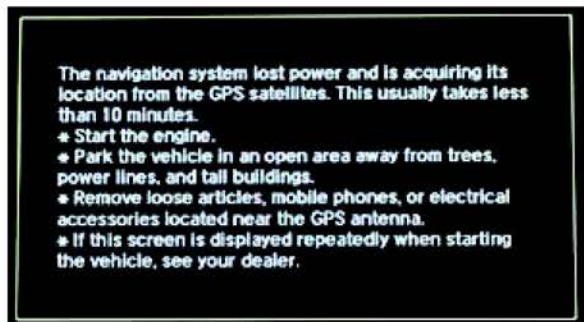 The navigation system lost power and is acquiring its
location from the GPS satellites. This usually takes less
than 10 minutes.
* Start the engine.
* Park the vehicle in an open area away from trees,
power lines, and tall buildings.
* Remove loose articles, mobile phones, or electrical
accessories located near the GPS antenna.
* If this screen is displayed repeatedly when starting
the vehicle, see your dealer.